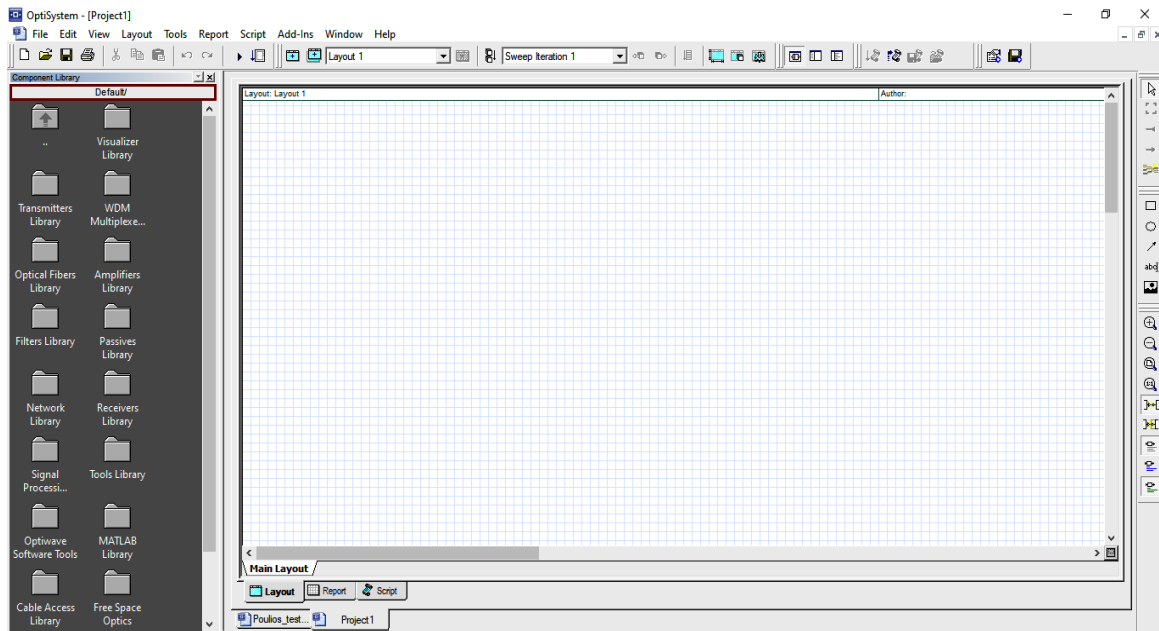 OptiSystem - [Project1]
File Edit View Layout Tools Report Script Add-Ins Window Help
Layout 1
Sweep Iteration 1
Component Library
Default/
..
Visualizer
Library
Transmitters
Library
WDM
Multiplexe...
Optical Fibers
Library
Amplifiers
Library
Filters Library
Passives
Library
Network
Library
Receivers
Library
Signal
Processi...
Tools Library
Optiwave
Software Tools
MATLAB
Library
Cable Access
Library
Free Space
Optics
Layout: Layout 1
Author:
abc
Main Layout
Layout Report Script
Poulios_test... Project1